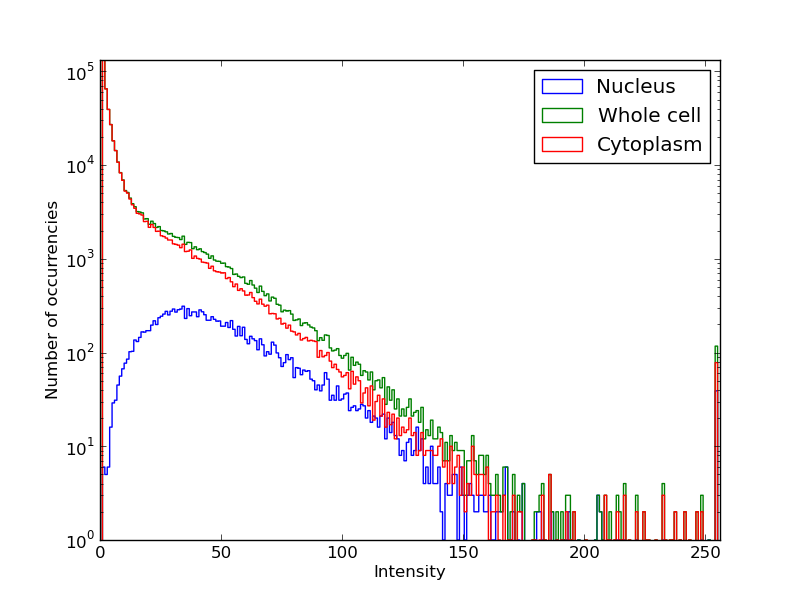 Number of occurrencies
10^5
10^4
10^3
10^2
10^1
10^0
0 50 100 150 200 250
Intensity
Nucleus
Whole cell
Cytoplasm